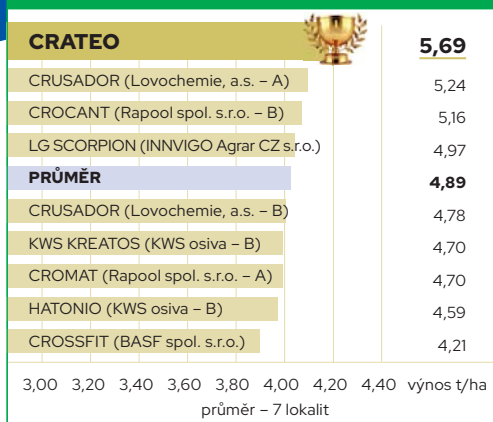 CRATEO 5,69
CRUSADOR (Lovochemie, a.s. – A) 5,24
CROCANT (Rapool spol. s.r.o. – B) 5,16
LG SCORPION (INNVIGO Agrar CZ s.r.o.) 4,97
PRŮMĚR 4,89
CRUSADOR (Lovochemie, a.s. – B) 4,78
KWS KREATOS (KWS osiva – B) 4,70
CROMAT (Rapool spol. s.r.o. – A) 4,70
HATONIO (KWS osiva – B) 4,59
CROSSFIT (BASF spol. s.r.o.) 4,21
3,00 3,20 3,40 3,60 3,80 4,00 4,20 4,40 výnos t/ha
průměr – 7 lokalit